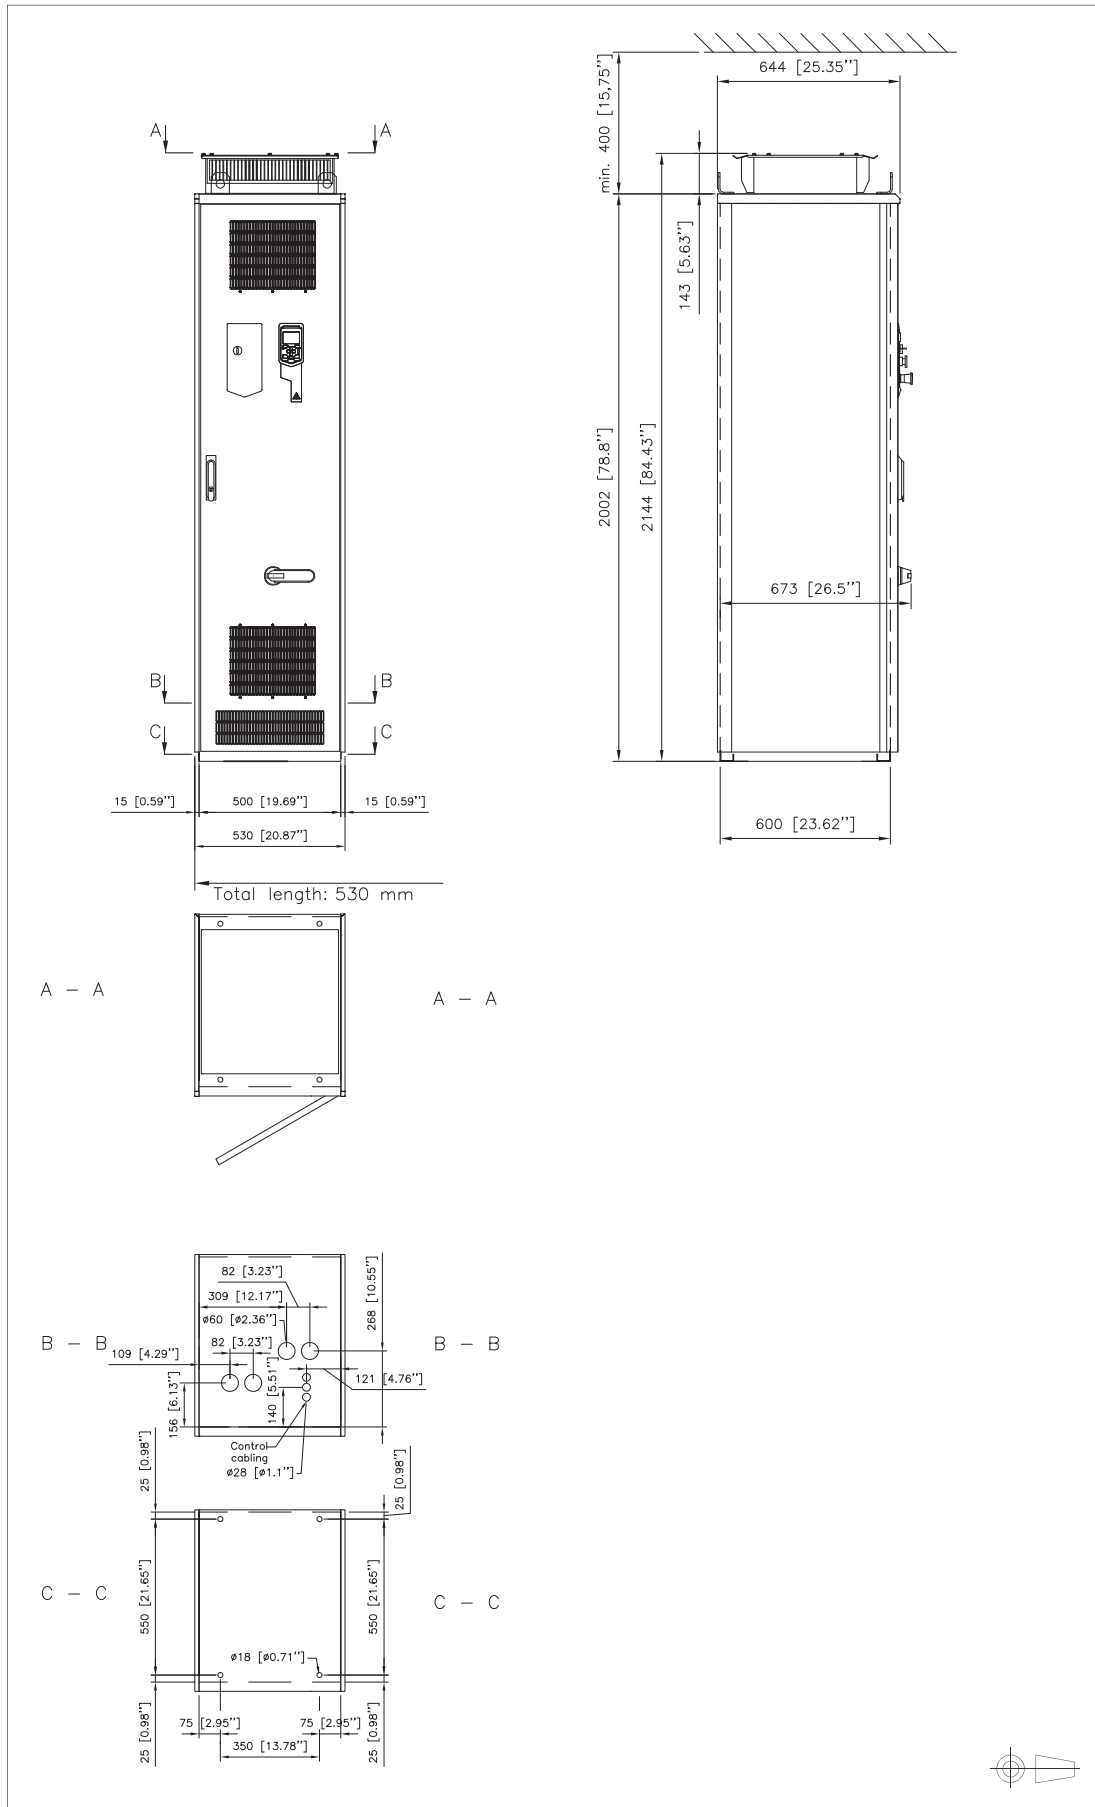 644 [25.35’’]
min. 400 [15,75’’]
A
A
143 [5.63’’]
2002 [78.8’’]
2144 [84.43’’]
673 [26.5’’]
B
B
C
C
15 [0.59’’]
500 [19.69’’]
15 [0.59’’]
530 [20.87’’]
600 [23.62’’]
Total length: 530 mm
A – A
A – A
82 [3.23’’]
268 [10.55’’]
309 [12.17’’]
ø60 [ø2.36’’]
B – B
82 [3.23’’]
B – B
109 [4.29’’]
121 [4.76’’]
156 [6.13’’]
140 [5.51’’]
Control
cabling
ø28 [ø1.1’’]
25 [0.98’’]
25 [0.98’’]
C – C
550 [21.65’’]
550 [21.65’’]
C – C
ø18 [ø0.71’’]
25 [0.98’’]
75 [2.95’’]
75 [2.95’’]
25 [0.98’’]
350 [13.78’’]